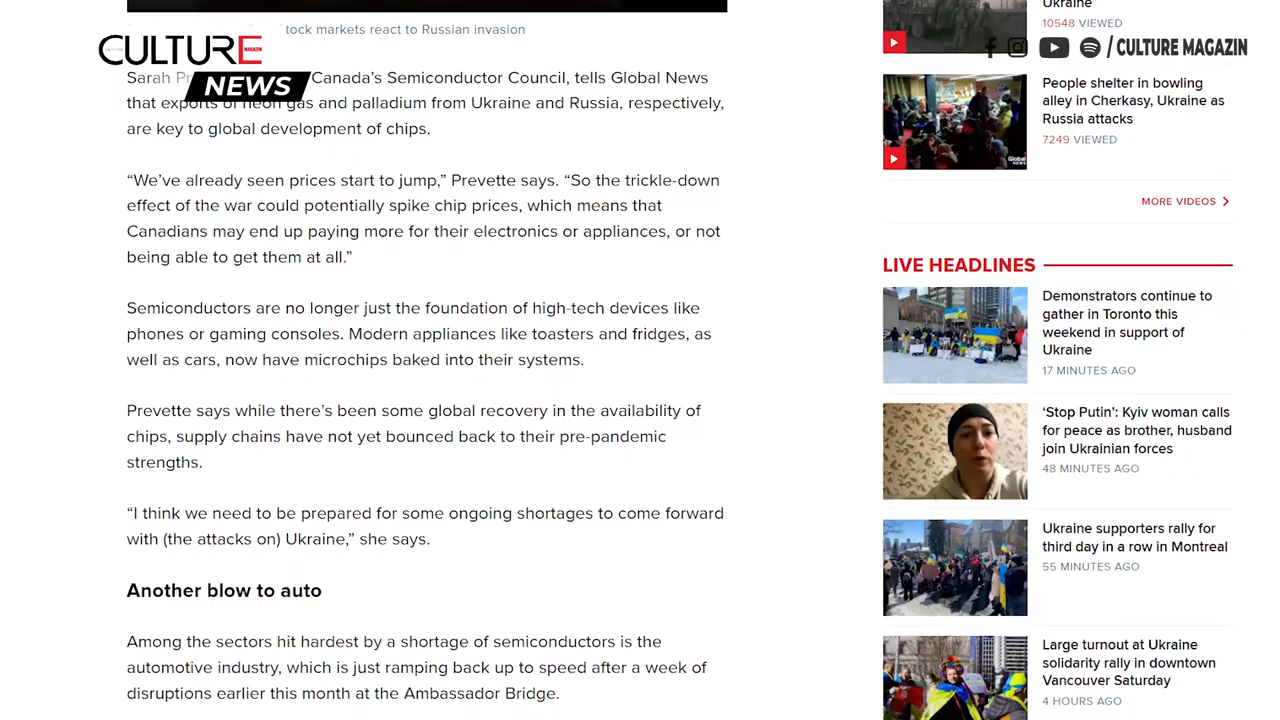 tock markets react to Russian invasion
CULTURE
MAGAZIN
NEWS
Sarah Pr Canada’s Semiconductor Council, tells Global News
that exports of neon gas and palladium from Ukraine and Russia, respectively,
are key to global development of chips.
“We’ve already seen prices start to jump,” Prevette says. “So the trickle-down
effect of the war could potentially spike chip prices, which means that
Canadians may end up paying more for their electronics or appliances, or not
being able to get them at all.”
Semiconductors are no longer just the foundation of high-tech devices like
phones or gaming consoles. Modern appliances like toasters and fridges, as
well as cars, now have microchips baked into their systems.
Prevette says while there’s been some global recovery in the availability of
chips, supply chains have not yet bounced back to their pre-pandemic
strengths.
“I think we need to be prepared for some ongoing shortages to come forward
with (the attacks on) Ukraine,” she says.
Another blow to auto
Among the sectors hit hardest by a shortage of semiconductors is the
automotive industry, which is just ramping back up to speed after a week of
disruptions earlier this month at the Ambassador Bridge.
Ukraine
10548 VIEWED
/ CULTURE MAGAZIN
People shelter in bowling
alley in Cherkasy, Ukraine as
Russia attacks
7249 VIEWED
Global
NEWS
MORE VIDEOS
LIVE HEADLINES
Demonstrators continue to
gather in Toronto this
weekend in support of
Ukraine
17 MINUTES AGO
‘Stop Putin’: Kyiv woman calls
for peace as brother, husband
join Ukrainian forces
48 MINUTES AGO
Ukraine supporters rally for
third day in a row in Montreal
55 MINUTES AGO
Large turnout at Ukraine
solidarity rally in downtown
Vancouver Saturday
4 HOURS AGO